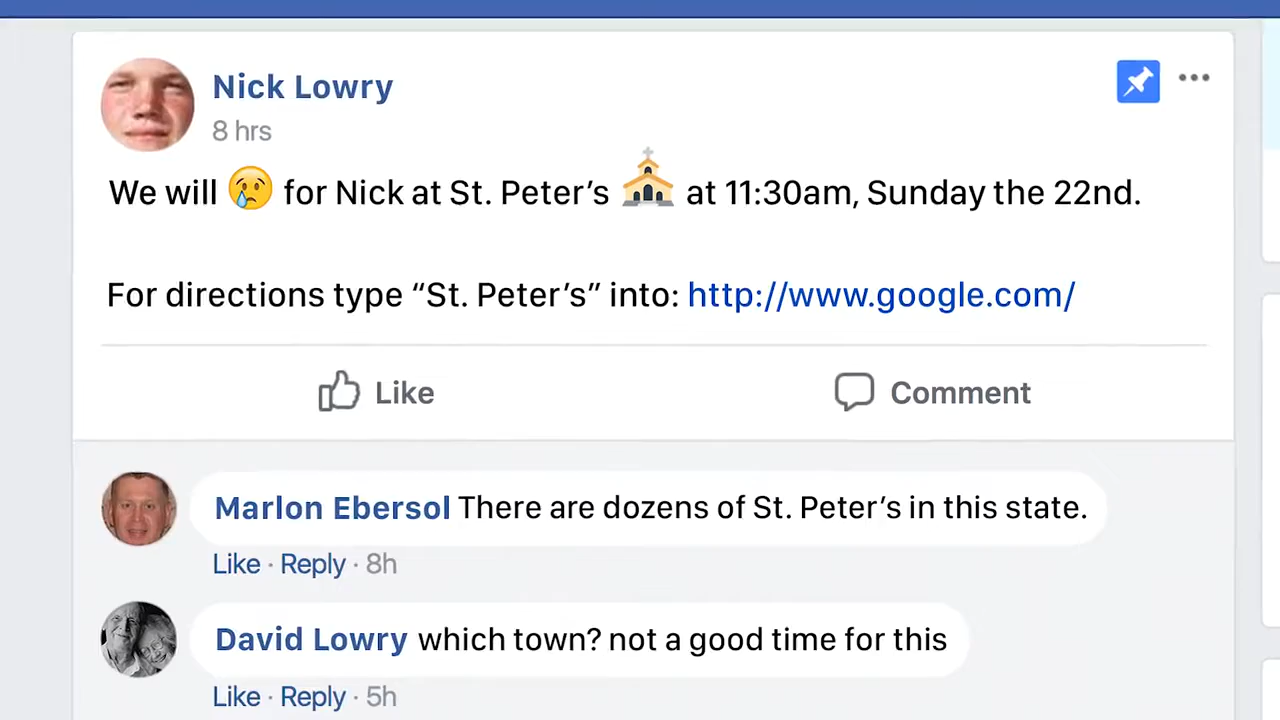 Nick Lowry
8 hrs
We will 😢 for Nick at St. Peter’s ⛪ at 11:30am, Sunday the 22nd.
For directions type “St. Peter’s” into: http://www.google.com/
Like Comment
Marlon Ebersol There are dozens of St. Peter’s in this state.
Like · Reply · 8h
David Lowry which town? not a good time for this
Like · Reply · 5h